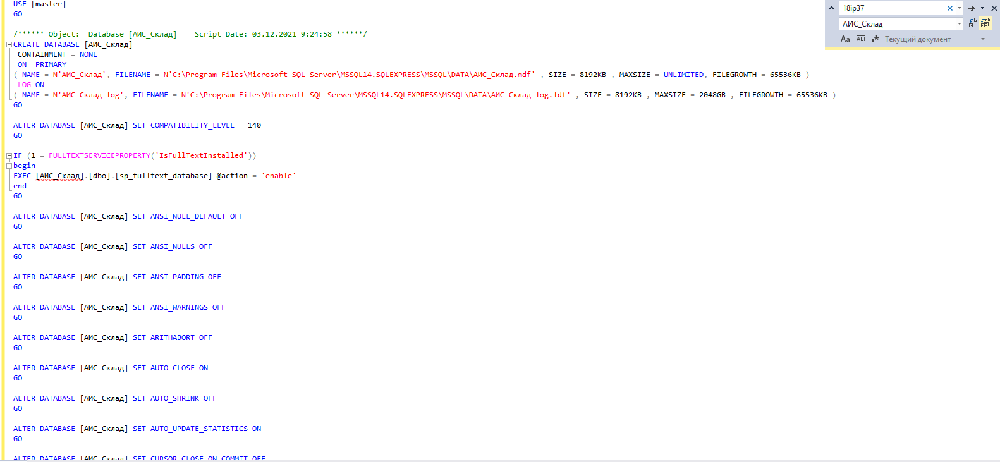 USE [master]
GO
/****** Object:  Database [АИС_Склад]    Script Date: 03.12.2021 9:24:58 ******/
CREATE DATABASE [АИС_Склад]
 CONTAINMENT = NONE
 ON  PRIMARY
( NAME = N'АИС_Склад', FILENAME = N'C:\Program Files\Microsoft SQL Server\MSSQL14.SQLEXPRESS\MSSQL\DATA\АИС_Склад.mdf' , SIZE = 8192KB , MAXSIZE = UNLIMITED, FILEGROWTH = 65536KB )
 LOG ON
( NAME = N'АИС_Склад_log', FILENAME = N'C:\Program Files\Microsoft SQL Server\MSSQL14.SQLEXPRESS\MSSQL\DATA\АИС_Склад_log.ldf' , SIZE = 8192KB , MAXSIZE = 2048GB , FILEGROWTH = 65536KB )
GO
ALTER DATABASE [АИС_Склад] SET COMPATIBILITY_LEVEL = 140
GO
IF (1 = FULLTEXTSERVICEPROPERTY('IsFullTextInstalled'))
begin
EXEC [АИС_Склад].[dbo].[sp_fulltext_database] @action = 'enable'
end
GO
ALTER DATABASE [АИС_Склад] SET ANSI_NULL_DEFAULT OFF
GO
ALTER DATABASE [АИС_Склад] SET ANSI_NULLS OFF
GO
ALTER DATABASE [АИС_Склад] SET ANSI_PADDING OFF
GO
ALTER DATABASE [АИС_Склад] SET ANSI_WARNINGS OFF
GO
ALTER DATABASE [АИС_Склад] SET ARITHABORT OFF
GO
ALTER DATABASE [АИС_Склад] SET AUTO_CLOSE ON
GO
ALTER DATABASE [АИС_Склад] SET AUTO_SHRINK OFF
GO
ALTER DATABASE [АИС_Склад] SET AUTO_UPDATE_STATISTICS ON
GO
ALTER DATABASE [АИС_Склад] SET CURSOR_CLOSE_ON_COMMIT OFF
18ip37
АИС_Склад
Aa Ab .* Текущий документ